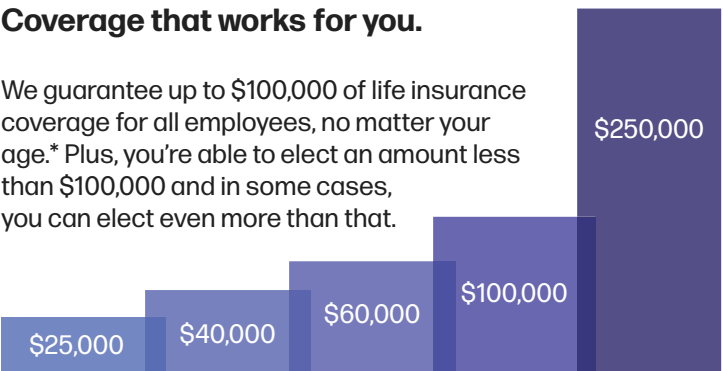 Coverage that works for you.
We guarantee up to $100,000 of life insurance
coverage for all employees, no matter your
age.* Plus, you’re able to elect an amount less
than $100,000 and in some cases,
you can elect even more than that.
$25,000
$40,000
$60,000
$100,000
$250,000